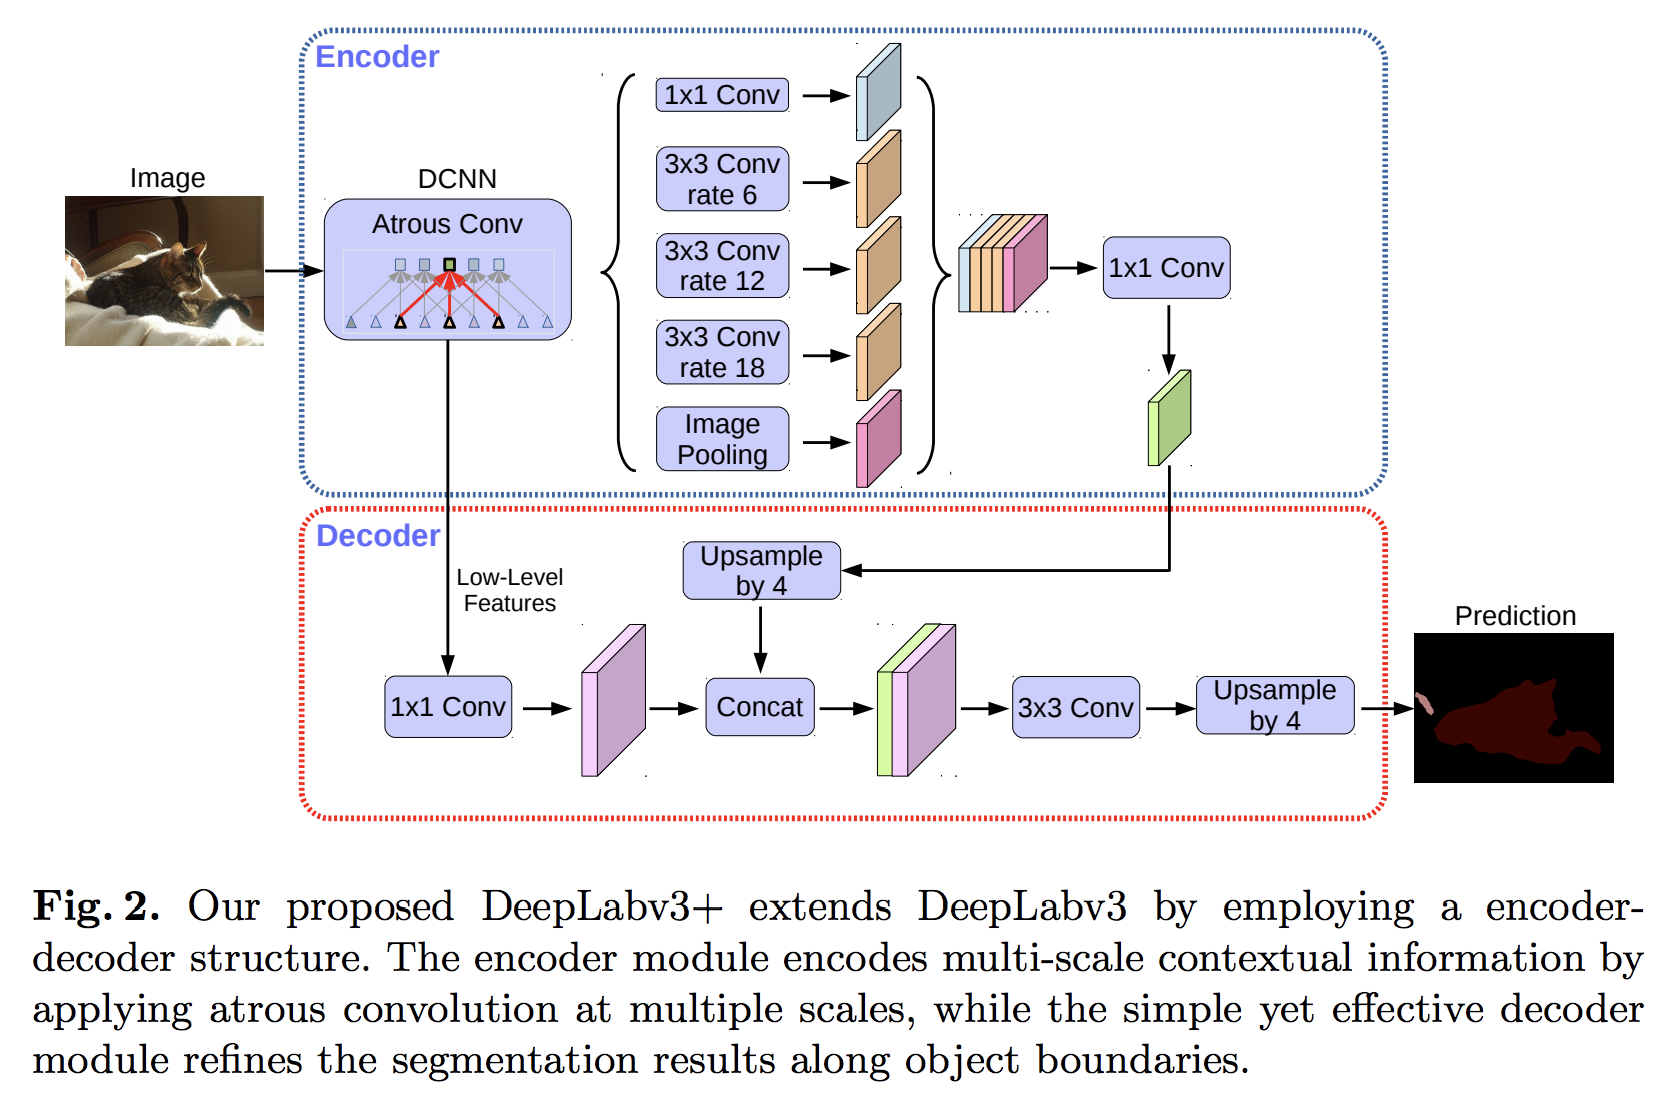 Encoder
1x1 Conv
3x3 Conv
rate 6
3x3 Conv
rate 12
3x3 Conv
rate 18
Image
Pooling
Image
DCNN
Atrous Conv
1x1 Conv
Decoder
Low-Level
Features
Upsample
by 4
1x1 Conv
Concat
3x3 Conv
Upsample
by 4
Prediction
Fig. 2. Our proposed DeepLabv3+ extends DeepLabv3 by employing a encoder-
decoder structure. The encoder module encodes multi-scale contextual information by
applying atrous convolution at multiple scales, while the simple yet effective decoder
module refines the segmentation results along object boundaries.